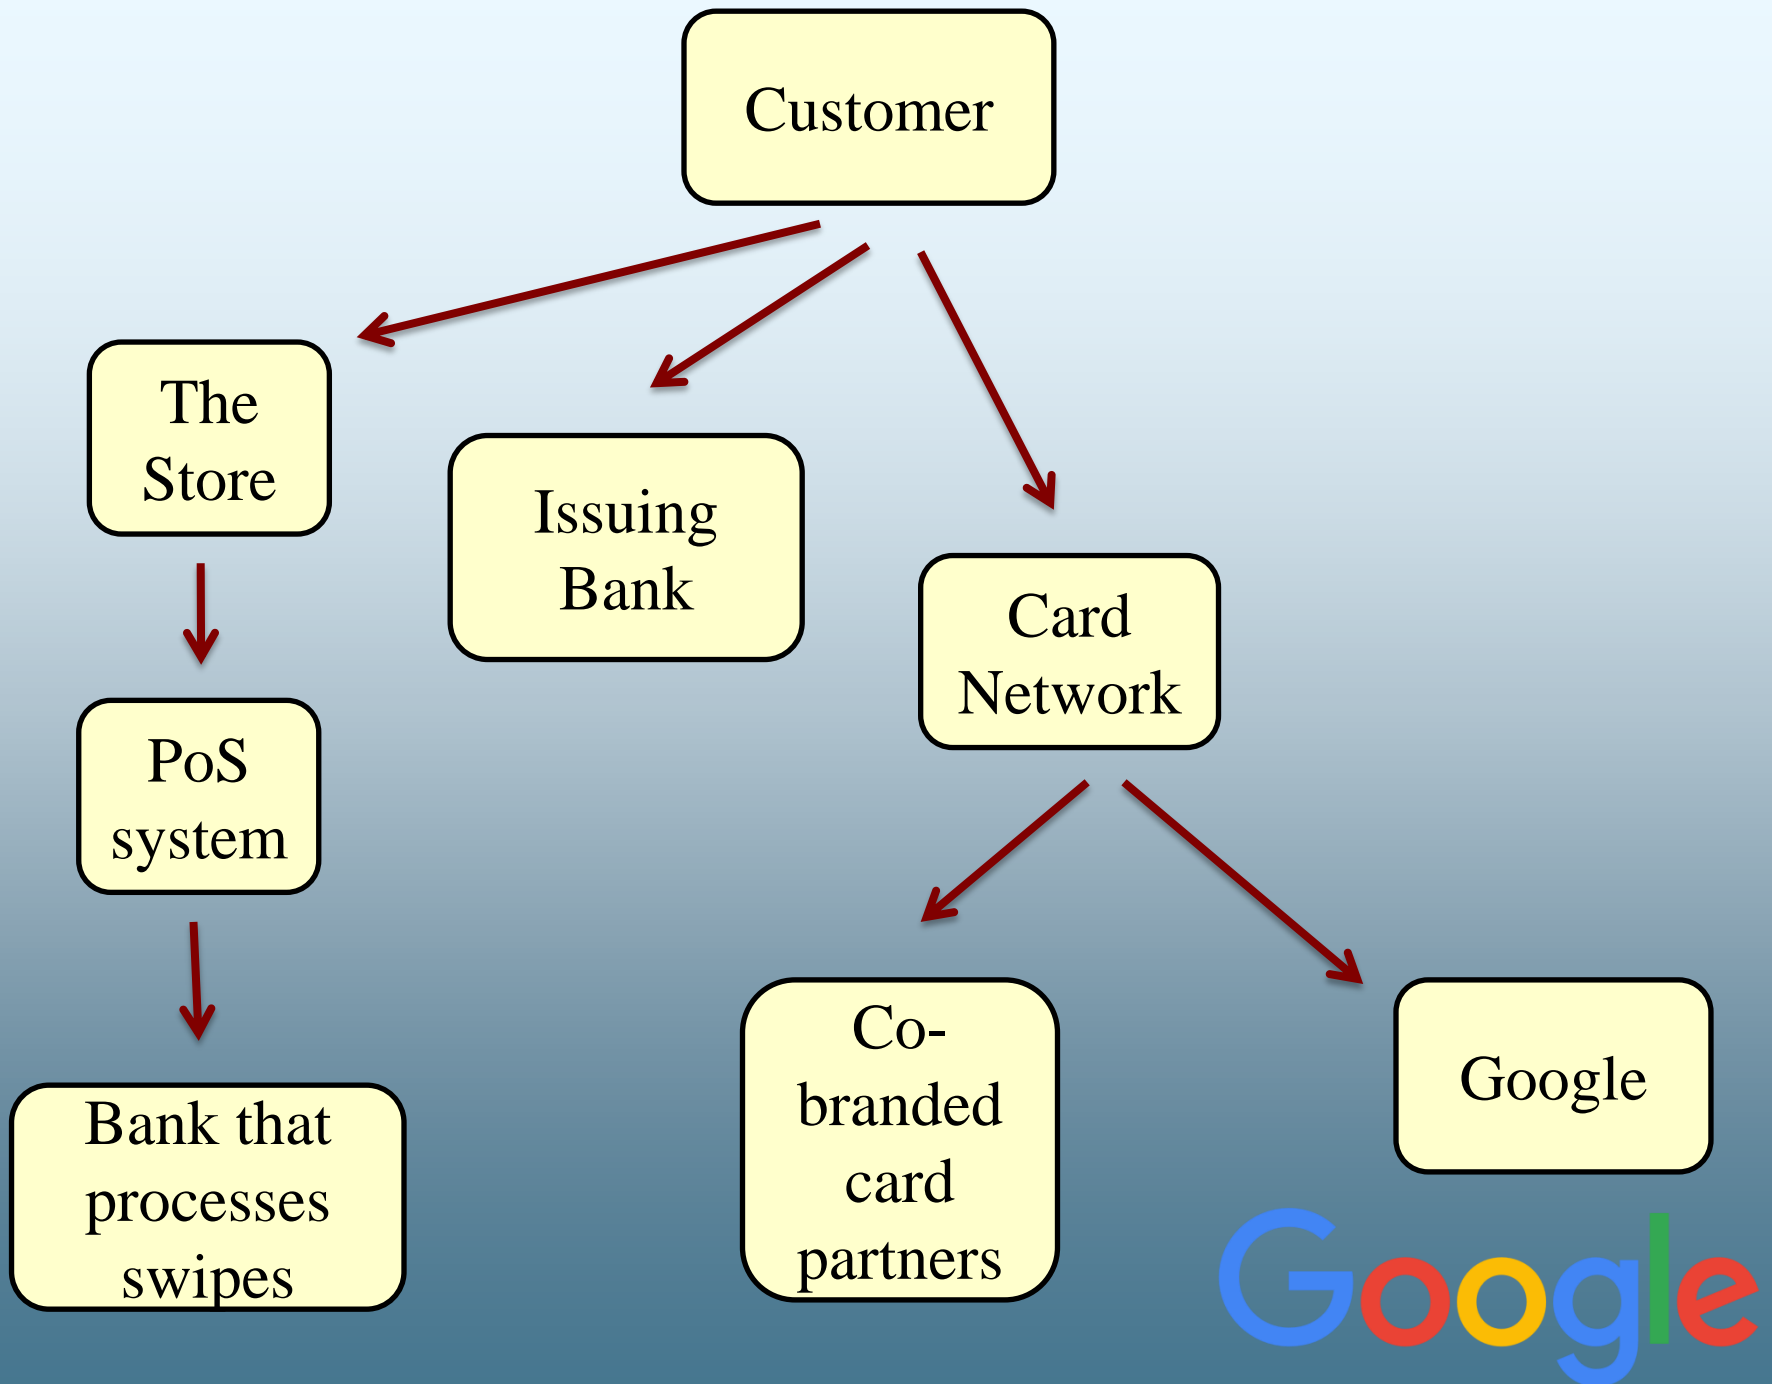 Customer
The
Store
Issuing
Bank
Card
Network
PoS
system
Co-
branded
card
partners
Google
Bank that
processes
swipes
Google